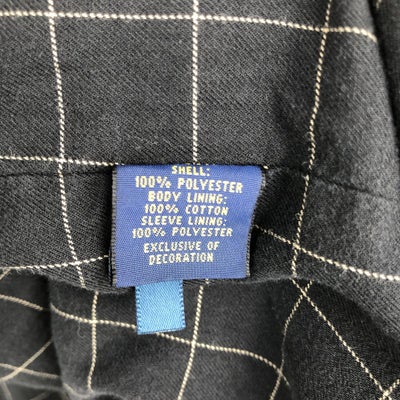 SHELL:
100% POLYESTER
BODY LINING:
100% COTTON
SLEEVE LINING:
100% POLYESTER
EXCLUSIVE OF
DECORATION